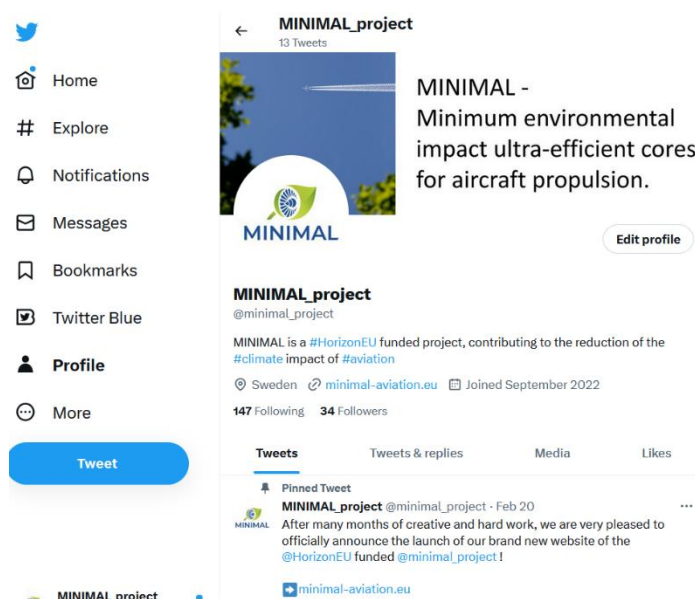 MINIMAL_project
13 Tweets
Home
Explore
Notifications
Messages
Bookmarks
Twitter Blue
Profile
More
Tweet
MINIMAL_project
MINIMAL -
Minimum environmental
impact ultra-efficient cores
for aircraft propulsion.
MINIMAL
Edit profile
MINIMAL_project
@minimal_project
MINIMAL is a #HorizonEU funded project, contributing to the reduction of the
#climate impact of #aviation
Sweden minimal-aviation.eu Joined September 2022
147 Following 34 Followers
Tweets Tweets & replies Media Likes
Pinned Tweet
MINIMAL_project @minimal_project · Feb 20
MINIMAL
After many months of creative and hard work, we are very pleased to
officially announce the launch of our brand new website of the
@HorizonEU funded @minimal_project !
minimal-aviation.eu